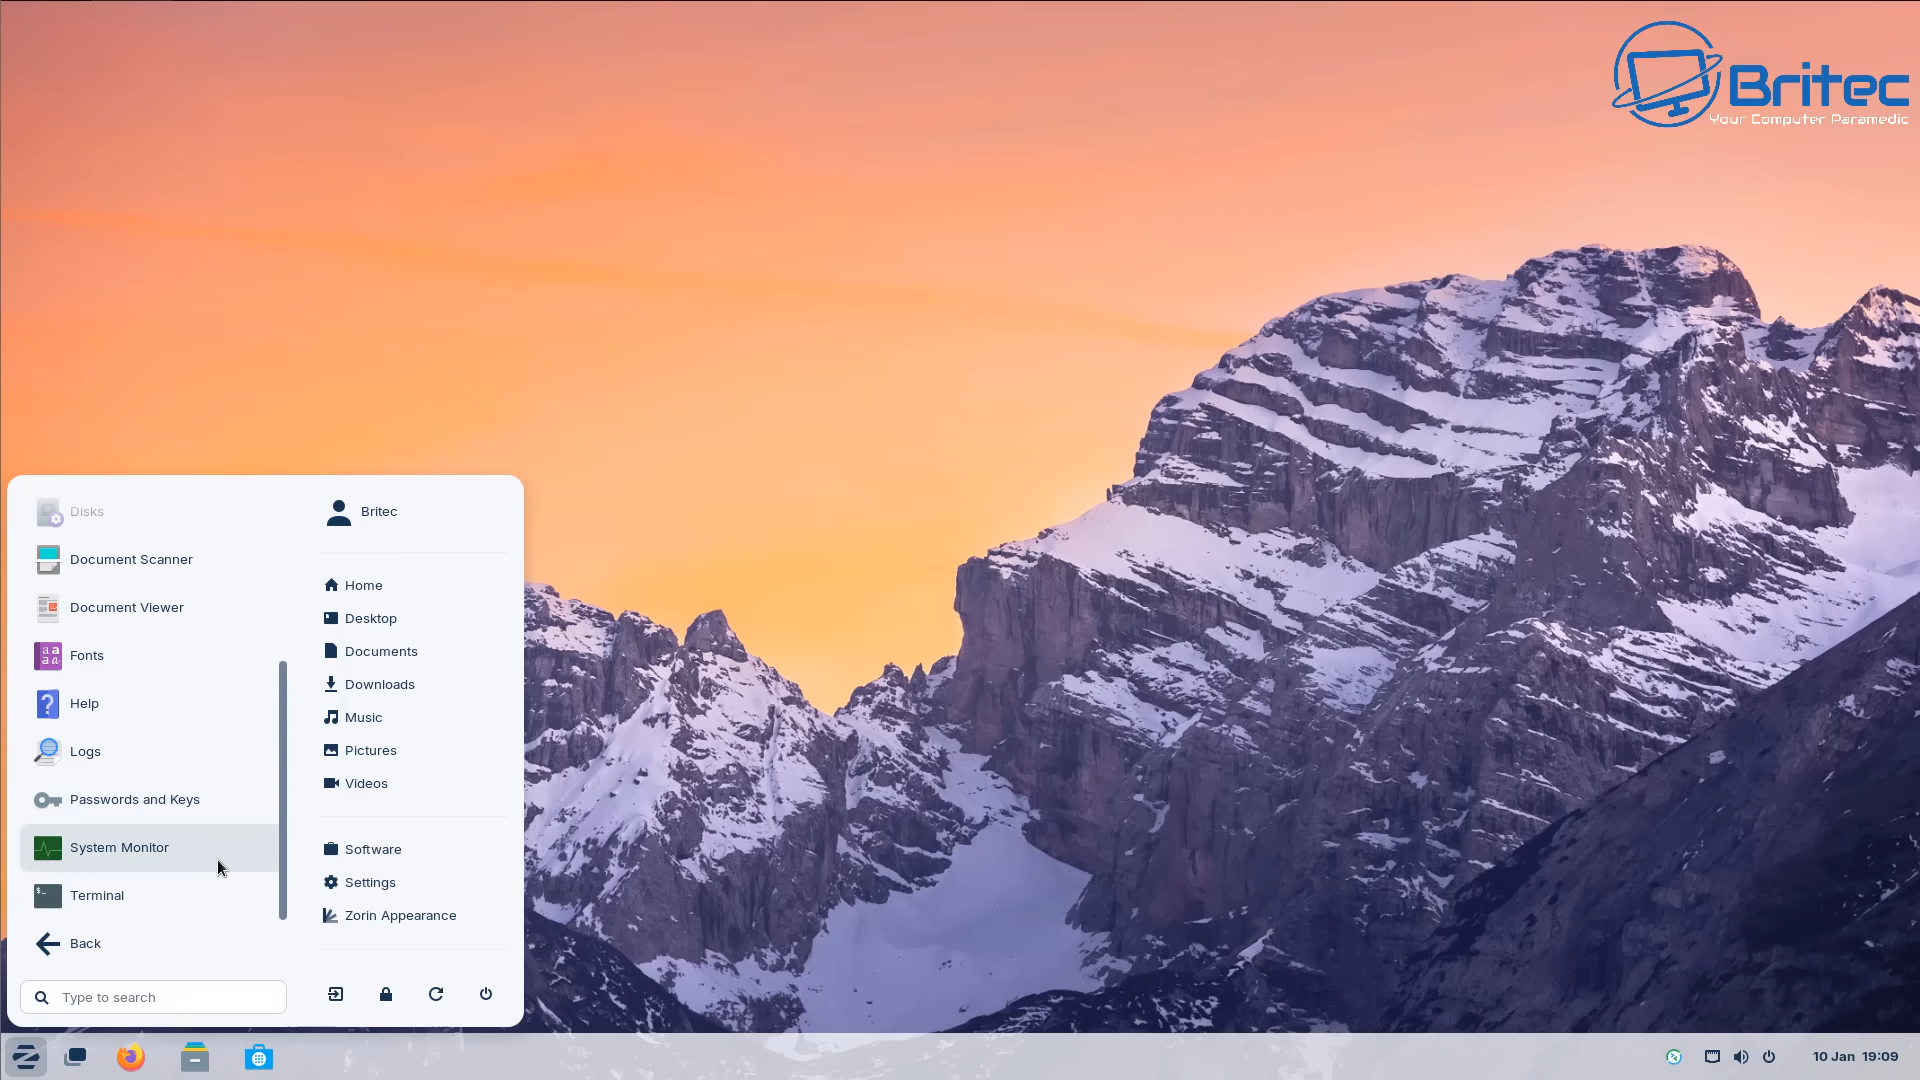 Britec
Your Computer Paramedic
Disks
Document Scanner
Document Viewer
Fonts
Help
Logs
Passwords and Keys
System Monitor
Terminal
Back
Type to search
Britec
Home
Desktop
Documents
Downloads
Music
Pictures
Videos
Software
Settings
Zorin Appearance
10 Jan 19:09